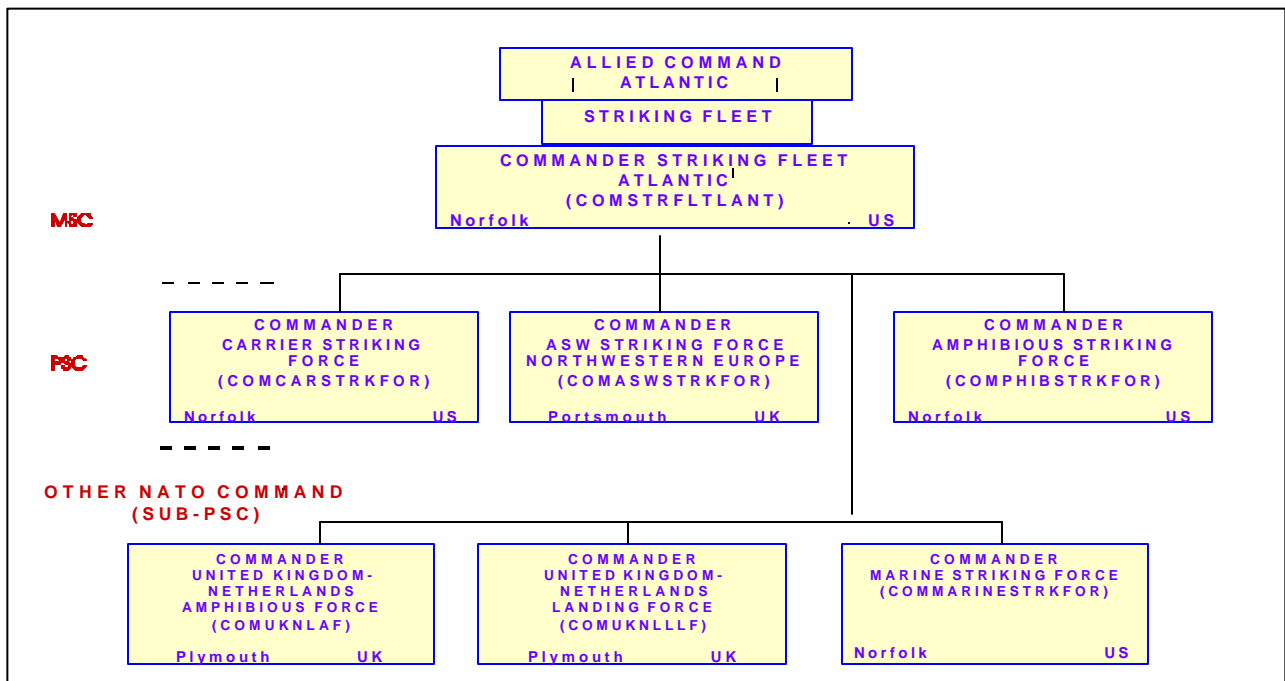 ALLIED COMMAND
ATLANTIC
STRIKING FLEET
COMMANDER STRIKING FLEET
ATLANTIC
(COMSTRFLTLANT)
Norfolk US
MSC
COMMANDER
CARRIER STRIKING
FORCE
(COMCARSTRKFOR)
Norfolk US
COMMANDER
ASW STRIKING FORCE
NORTHWESTERN EUROPE
(COMASWSTRKFOR)
Portsmouth UK
COMMANDER
AMPHIBIOUS STRIKING
FORCE
(COMPHIBSTRKFOR)
Norfolk US
PSC
OTHER NATO COMMAND
(SUB-PSC)
COMMANDER
UNITED KINGDOM-
NETHERLANDS
AMPHIBIOUS FORCE
(COMUKNLAF)
Plymouth UK
COMMANDER
UNITED KINGDOM-
NETHERLANDS
LANDING FORCE
(COMUKNLLLF)
Plymouth UK
COMMANDER
MARINE STRIKING FORCE
(COMMARINESTRKFOR)
Norfolk US